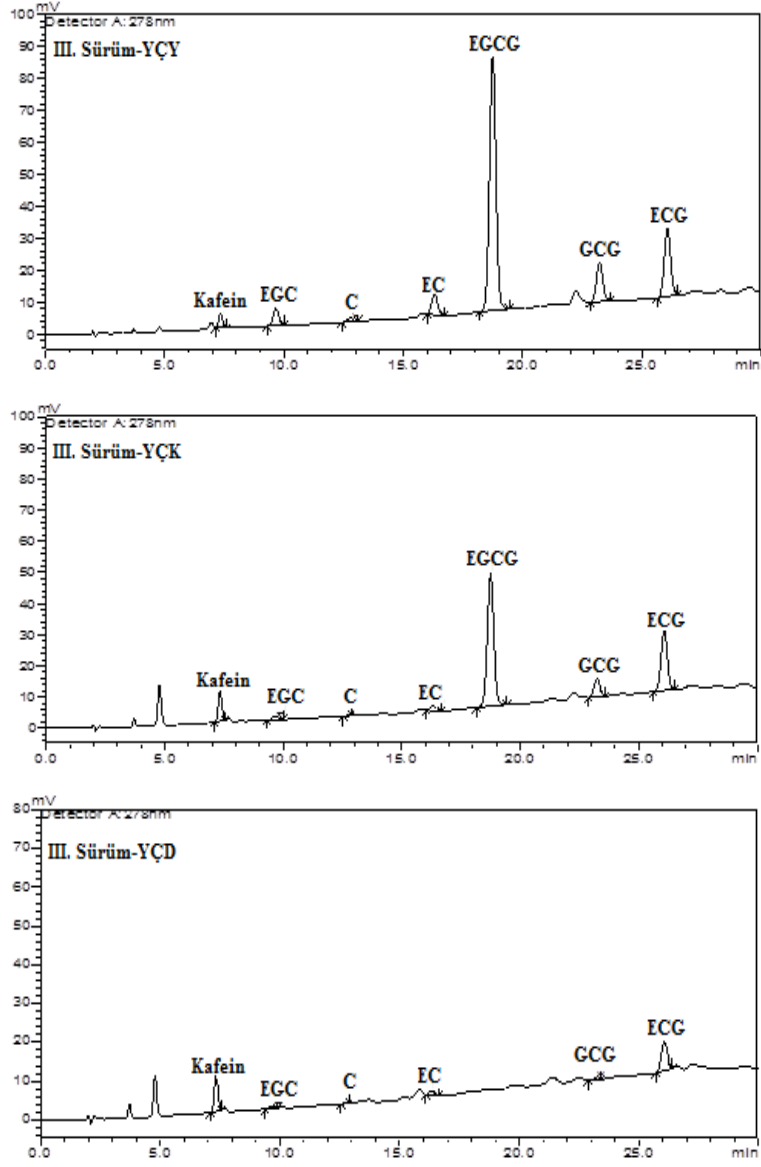 100 mV
Detector A: 278nm
III. Sürüm-YÇY
90
80
70
60
50
40
30
20
10
0
Kafein
EGC
C
EC
EGCG
GCG
ECG
0.0 5.0 10.0 15.0 20.0 25.0 min
100 mV
Detector A: 278nm
III. Sürüm-YÇK
90
80
70
60
50
40
30
20
10
0
Kafein
EGC
C
EC
EGCG
GCG
ECG
0.0 5.0 10.0 15.0 20.0 25.0 min
80 mV
Detector A: 278nm
III. Sürüm-YÇD
70
60
50
40
30
20
10
0
Kafein
EGC
C
EC
GCG
ECG
0.0 5.0 10.0 15.0 20.0 25.0 min